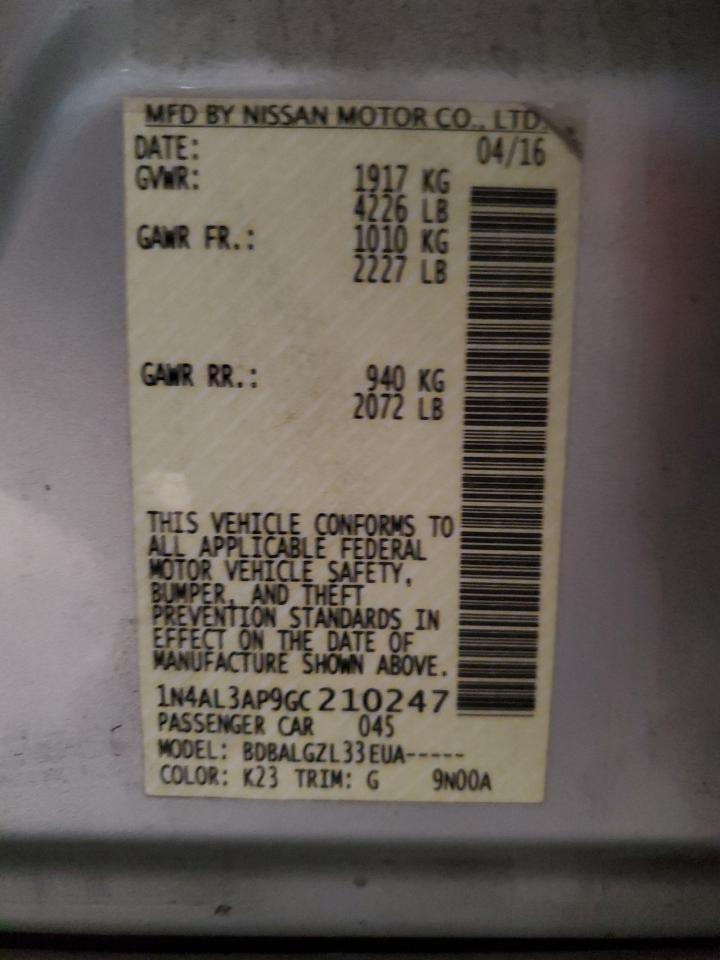 MFD BY NISSAN MOTOR CO., LTD.
DATE: 04/16
GVWR: 1917 KG
4226 LB
GAWR FR.: 1010 KG
2227 LB
GAWR RR.: 940 KG
2072 LB
THIS VEHICLE CONFORMS TO
ALL APPLICABLE FEDERAL
MOTOR VEHICLE SAFETY,
BUMPER, AND THEFT
PREVENTION STANDARDS IN
EFFECT ON THE DATE OF
MANUFACTURE SHOWN ABOVE.
1N4AL3AP9GC210247
PASSENGER CAR 045
MODEL: BDBALGZL33EUA-----
COLOR: K23 TRIM: G 9N00A